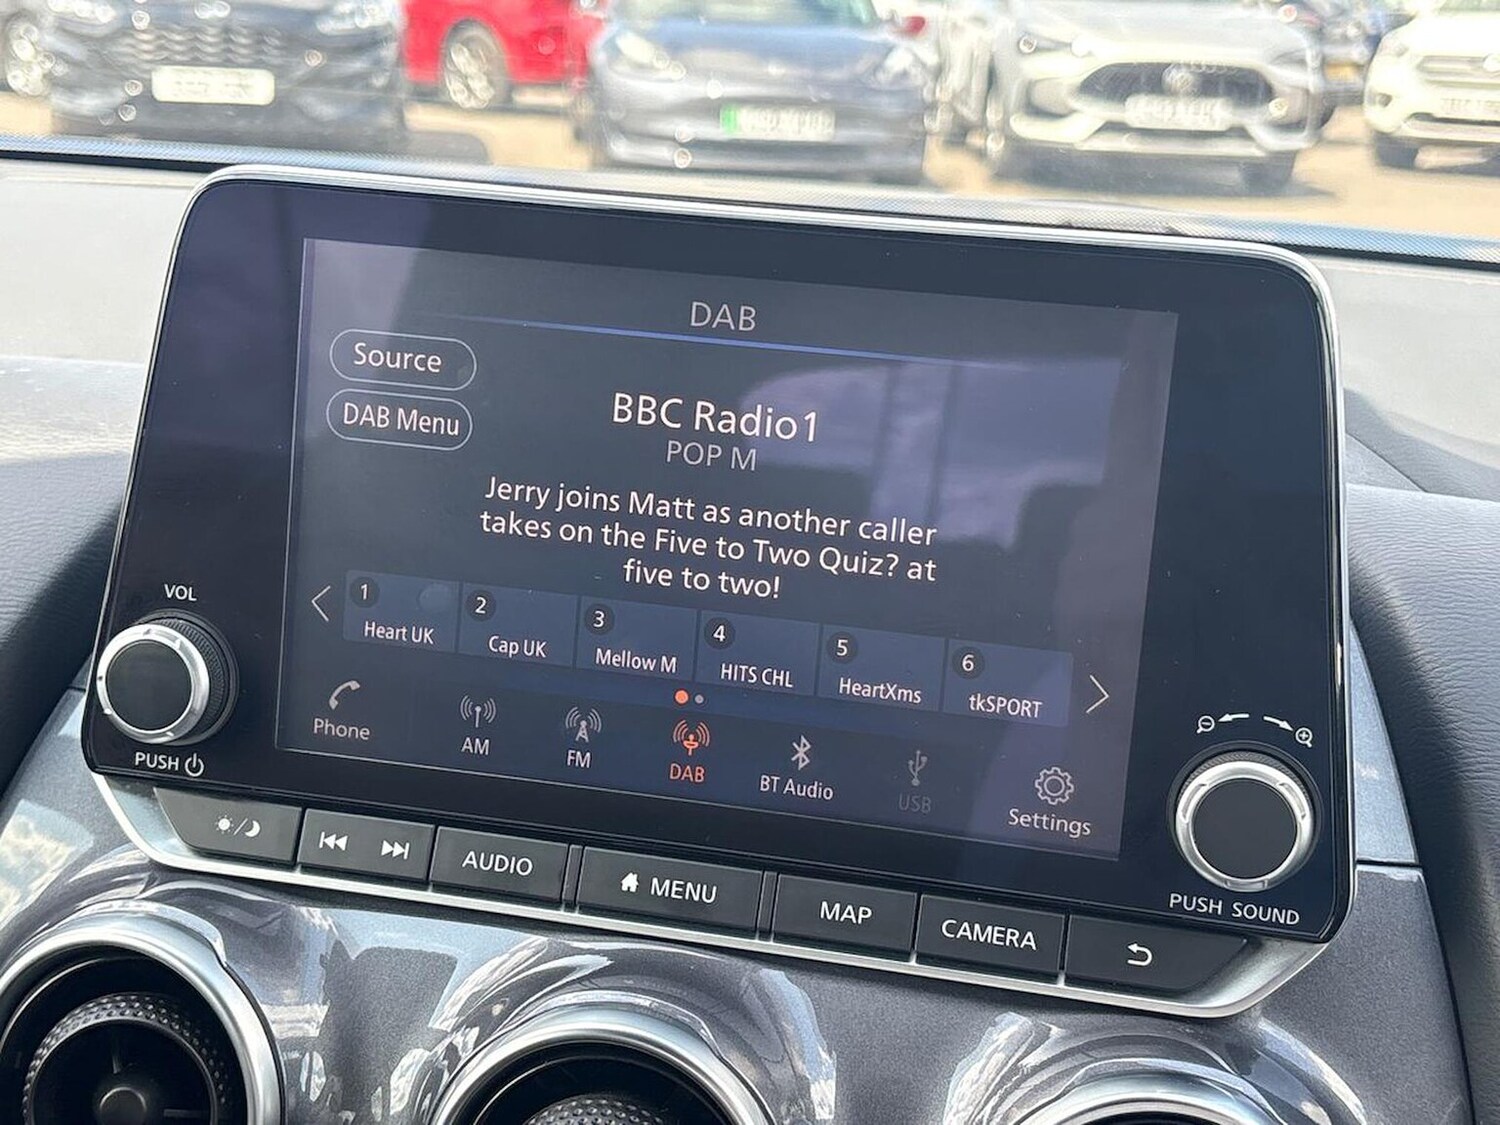 DAB
Source
DAB Menu
BBC Radio1
POP M
Jerry joins Matt as another caller
takes on the Five to Two Quiz? at
five to two!
1 Heart UK
2 Cap UK
3 Mellow M
4 HITS CHL
5 HeartXms
6 tkSPORT
Phone
AM
FM
DAB
BT Audio
USB
Settings
VOL
PUSH
PUSH SOUND
AUDIO
MENU
MAP
CAMERA